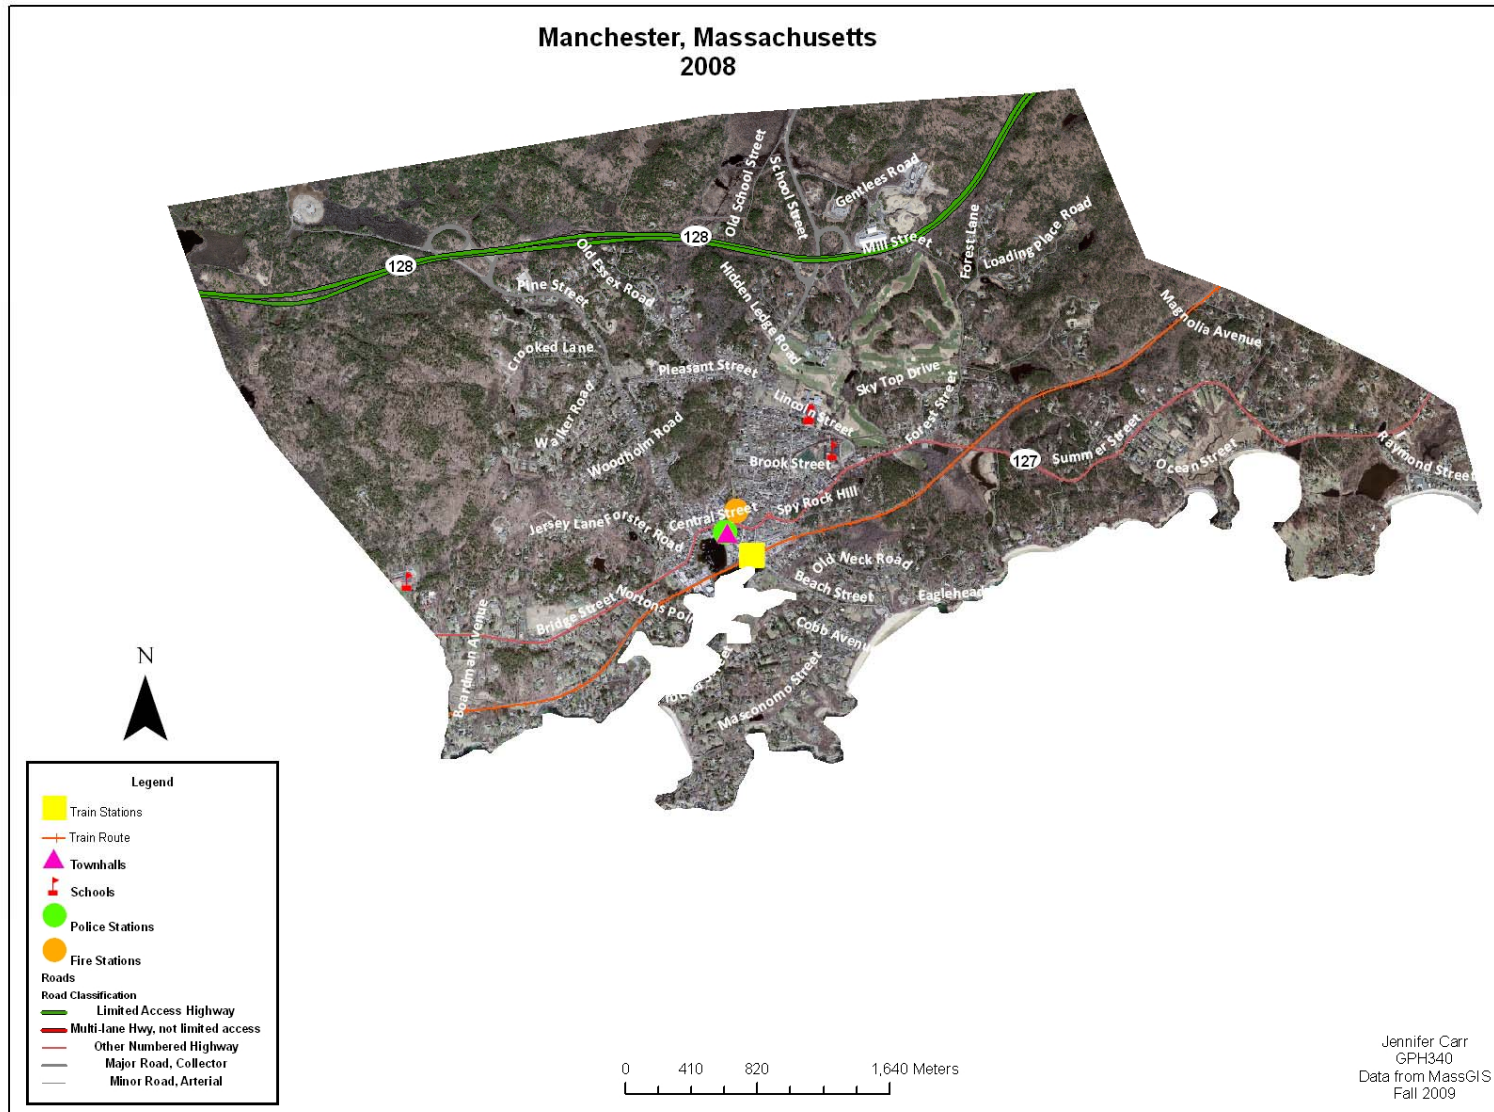 Manchester, Massachusetts
2008
Old School Street
School Street
Gentlees Road
Mill Street
Forest Lane
Loading Place Road
128
128
Old Essex Road
Pine Street
Hidden Ledge Road
Magnolia Avenue
Crooked Lane
Pleasant Street
Sky Top Drive
Walker Road
Woodholm Road
Lincoln Street
Forest Street
Brook Street
127
Summer Street
Ocean Street
Raymond Street
Jersey Lane
Forster Road
Central Street
Spy Rock Hill
Old Neck Road
Beach Street
Eaglehead
Bridge Street
Nortons Poi
Boardman Avenue
Cobb Avenu
Masconomo Street
N
Legend
Train Stations
Train Route
Townhalls
Schools
Police Stations
Fire Stations
Roads
Road Classification
Limited Access Highway
Multi-lane Hwy, not limited access
Other Numbered Highway
Major Road, Collector
Minor Road, Arterial
0 410 820 1,640 Meters
Jennifer Carr
GPH340
Data from MassGIS
Fall 2009